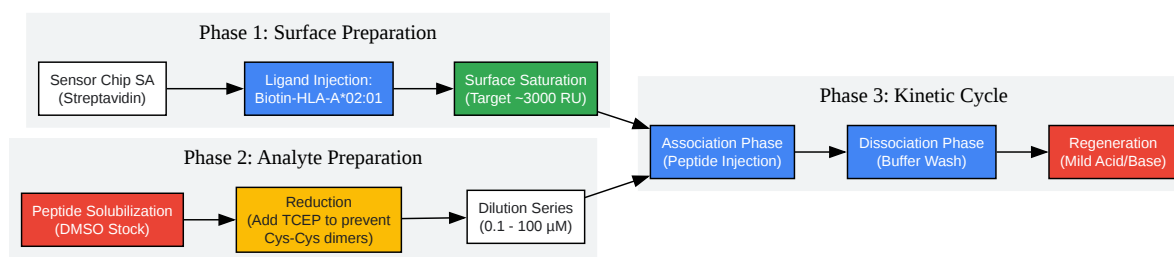 Phase 1: Surface Preparation
Sensor Chip SA
(Streptavidin)
Ligand Injection:
Biotin-HLA-A*02:01
Surface Saturation
(Target ~3000 RU)
Phase 2: Analyte Preparation
Peptide Solubilization
(DMSO Stock)
Reduction
(Add TCEP to prevent
Cys-Cys dimers)
Dilution Series
(0.1 - 100 µM)
Phase 3: Kinetic Cycle
Association Phase
(Peptide Injection)
Dissociation Phase
(Buffer Wash)
Regeneration
(Mild Acid/Base)